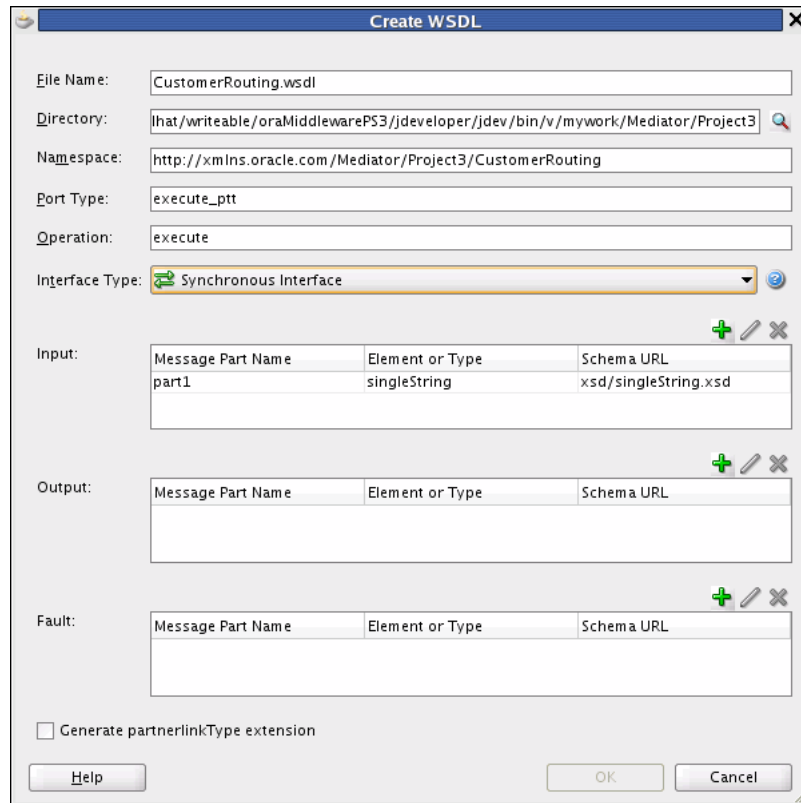 Create WSDL
File Name: CustomerRouting.wsdl
Directory: lhat/writeable/oraMiddlewarePS3/jdeveloper/jdev/bin/v/mywork/Mediator/Project3
Namespace: http://xmlns.oracle.com/Mediator/Project3/CustomerRouting
Port Type: execute_ptt
Operation: execute
Interface Type: Synchronous Interface
Input:
Message Part Name Element or Type Schema URL
part1 singleString xsd/singleString.xsd
Output:
Message Part Name Element or Type Schema URL
Fault:
Message Part Name Element or Type Schema URL
Generate partnerlinkType extension
Help OK Cancel